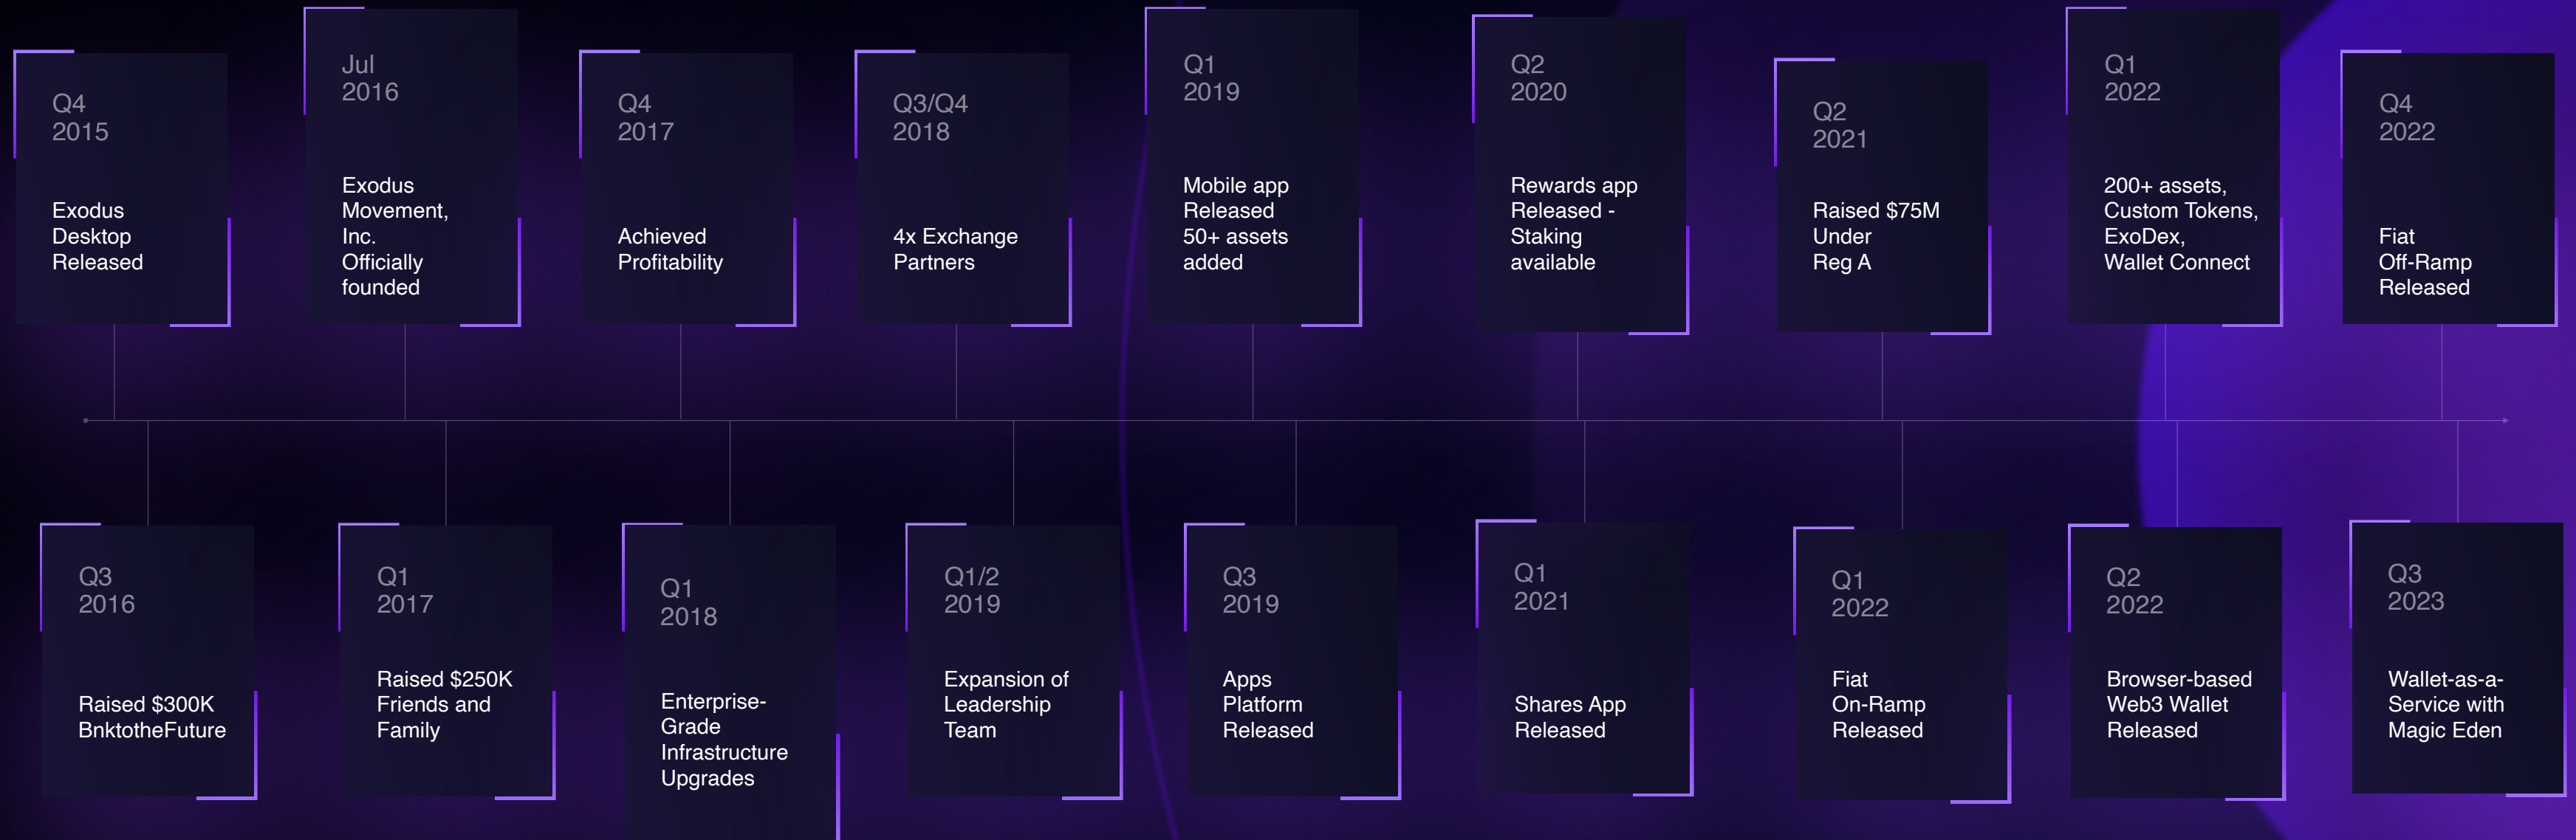 Q4
2015
Exodus
Desktop
Released
Jul
2016
Exodus
Movement,
Inc.
Officially
founded
Q4
2017
Achieved
Profitability
Q3/Q4
2018
4x Exchange
Partners
Q1
2019
Mobile app
Released
50+ assets
added
Q2
2020
Rewards app
Released -
Staking
available
Q2
2021
Raised $75M
Under
Reg A
Q1
2022
200+ assets,
Custom Tokens,
ExoDex,
Wallet Connect
Q4
2022
Fiat
Off-Ramp
Released
Q3
2016
Raised $300K
BnktotheFuture
Q1
2017
Raised $250K
Friends and
Family
Q1
2018
Enterprise-
Grade
Infrastructure
Upgrades
Q1/2
2019
Expansion of
Leadership
Team
Q3
2019
Apps
Platform
Released
Q1
2021
Shares App
Released
Q1
2022
Fiat
On-Ramp
Released
Q2
2022
Browser-based
Web3 Wallet
Released
Q3
2023
Wallet-as-a-
Service with
Magic Eden